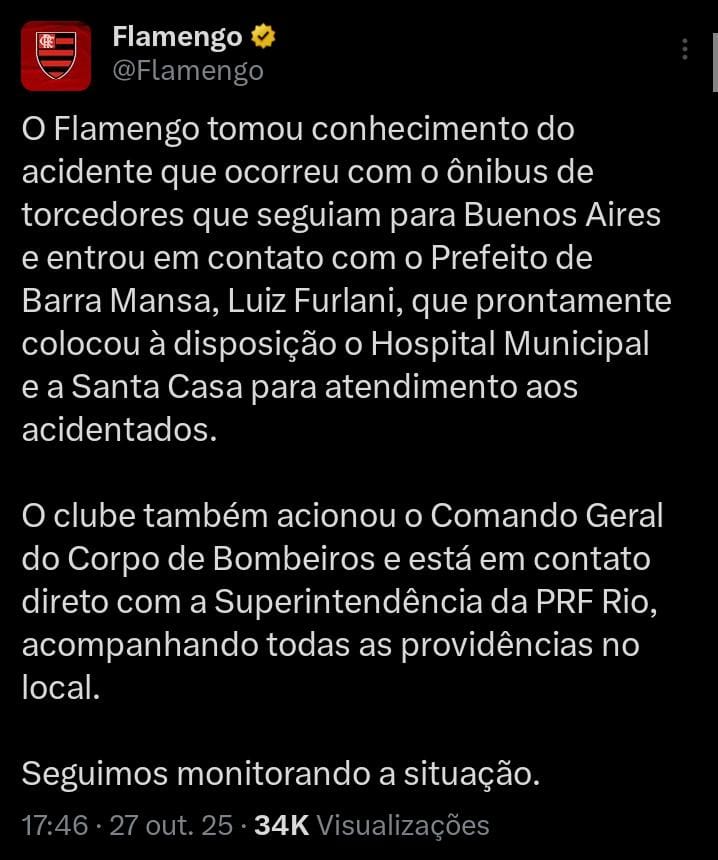 Flamengo
@Flamengo
O Flamengo tomou conhecimento do
acidente que ocorreu com o ônibus de
torcedores que seguiam para Buenos Aires
e entrou em contato com o Prefeito de
Barra Mansa, Luiz Furlani, que prontamente
colocou à disposição o Hospital Municipal
e a Santa Casa para atendimento aos
acidentados.
O clube também acionou o Comando Geral
do Corpo de Bombeiros e está em contato
direto com a Superintendência da PRF Rio,
acompanhando todas as providências no
local.
Seguimos monitorando a situação.
17:46 · 27 out. 25 · 34K Visualizações